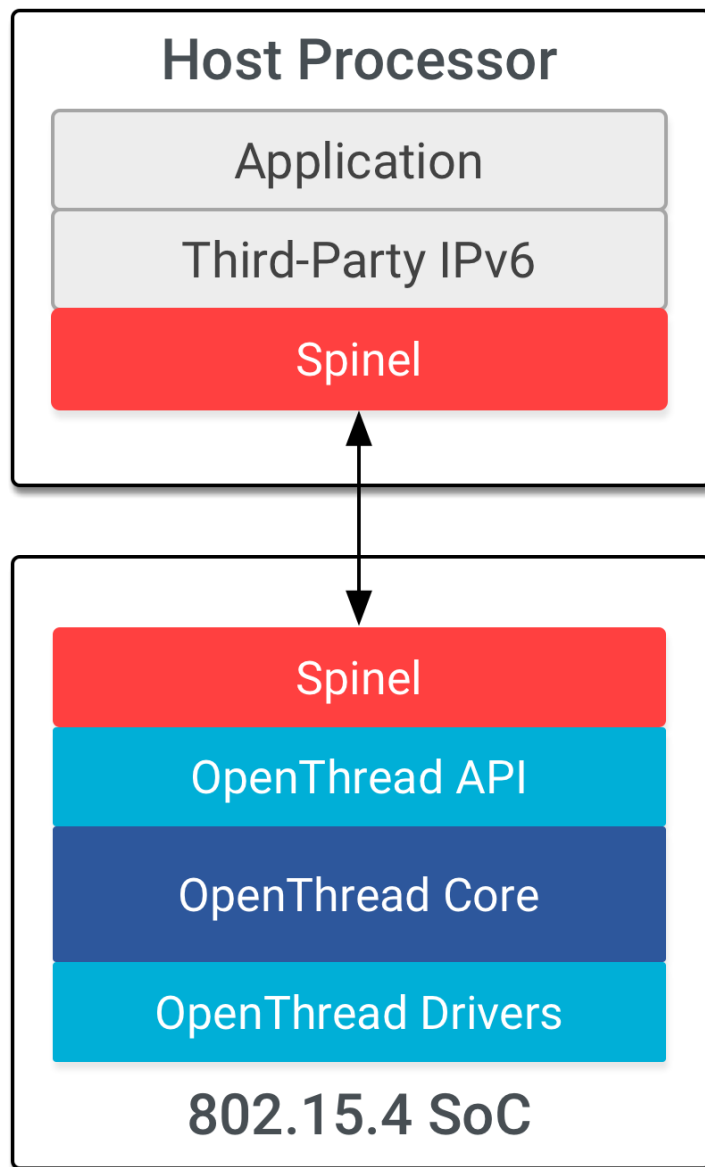 Host Processor
Application
Third-Party IPv6
Spinel
Spinel
OpenThread API
OpenThread Core
OpenThread Drivers
802.15.4 SoC